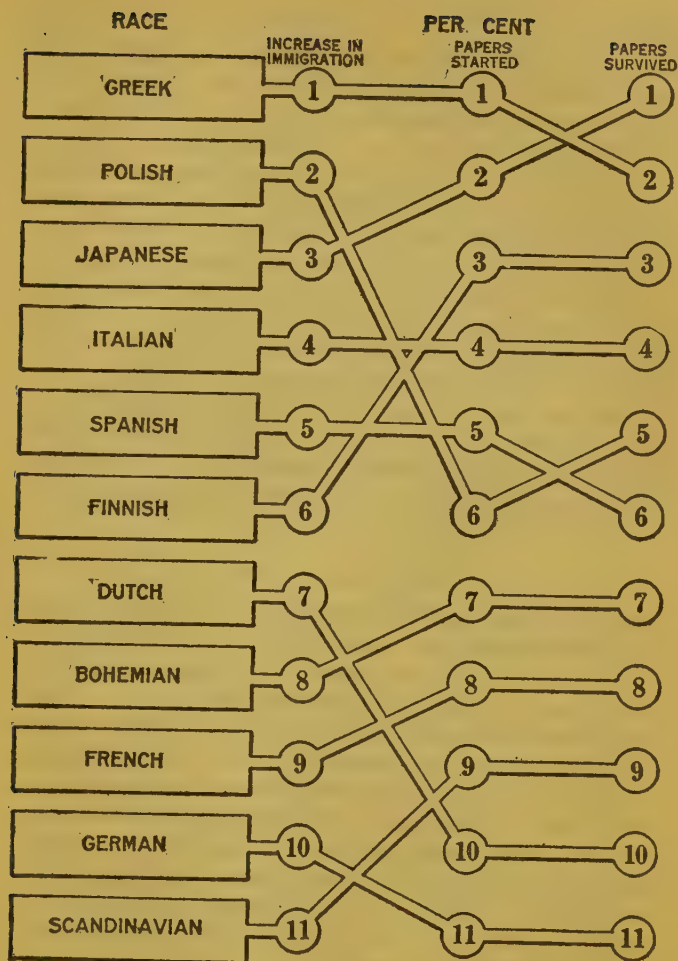 RACE
PER CENT
INCREASE IN
IMMIGRATION
PAPERS
STARTED
PAPERS
SURVIVED
GREEK 1 1 1
POLISH 2 2 2
JAPANESE 3 3 3
ITALIAN 4 4 4
SPANISH 5 5 5
FINNISH 6 6 6
DUTCH 7 7 7
BOHEMIAN 8 8 8
FRENCH 9 9 9
GERMAN 10 10 10
SCANDINAVIAN 11 11 11